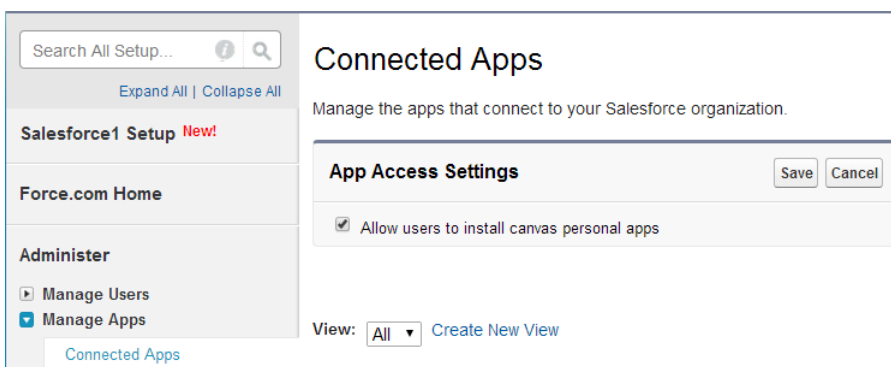 Search All Setup...
Expand All | Collapse All
Salesforce1 Setup New!
Force.com Home
Administer
Manage Users
Manage Apps
Connected Apps
Connected Apps
Manage the apps that connect to your Salesforce organization.
App Access Settings
Save Cancel
Allow users to install canvas personal apps
View: All Create New View